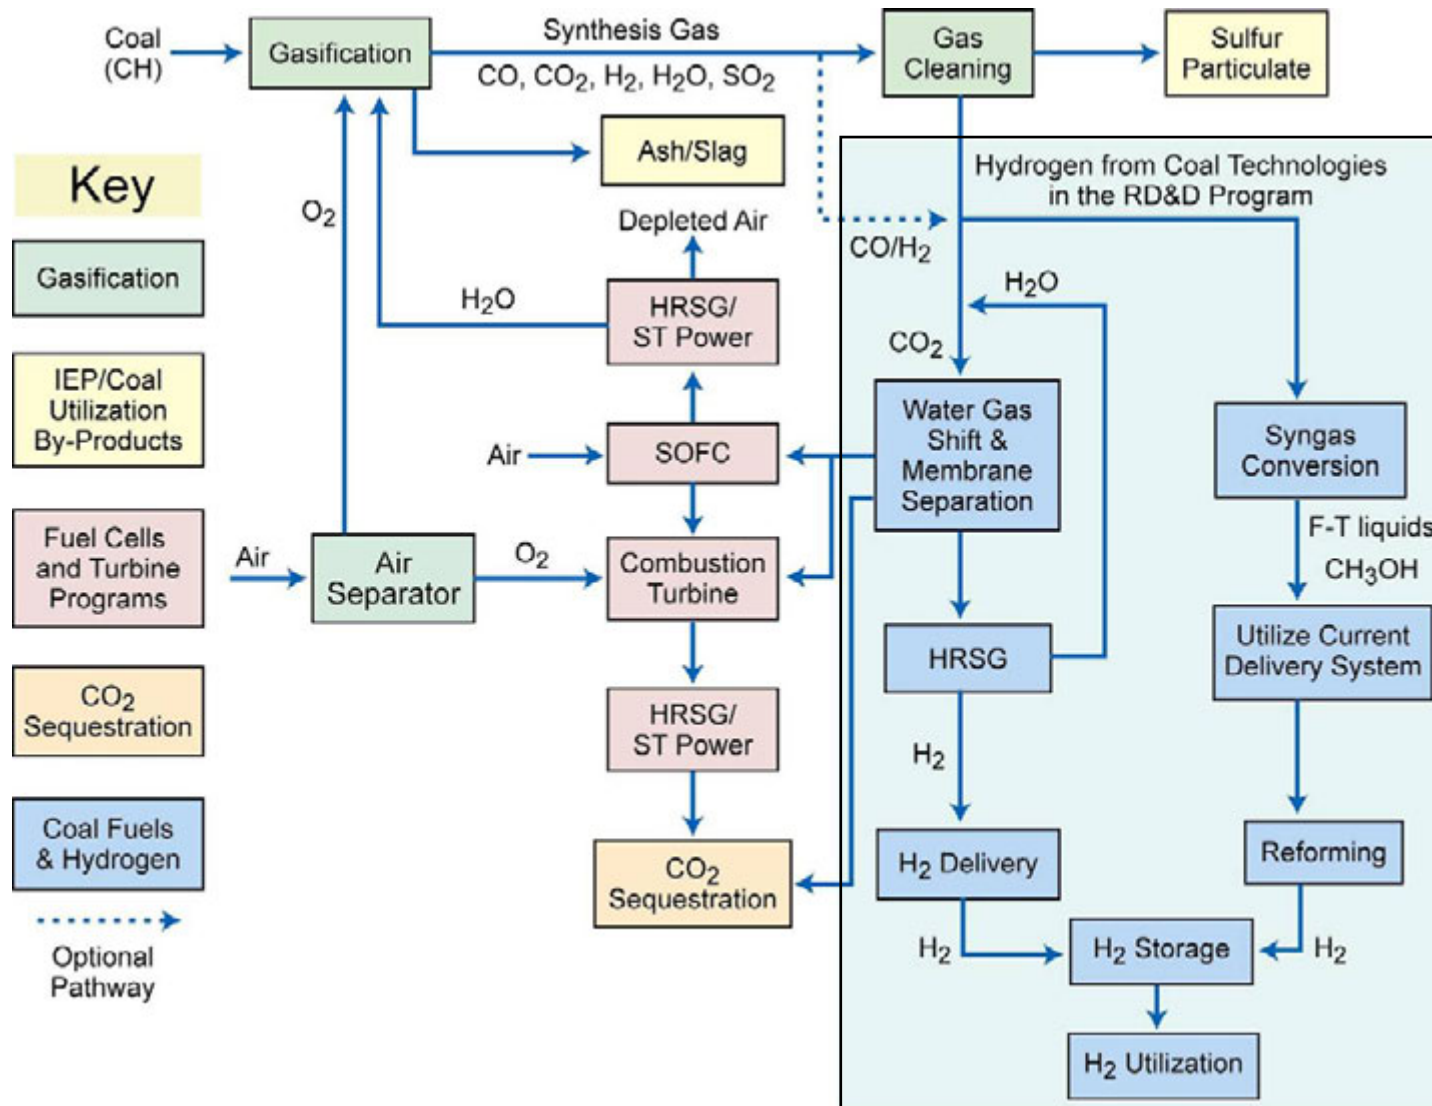 Coal
(CH)
Gasification
Synthesis Gas
CO, CO2, H2, H2O, SO2
Gas
Cleaning
Sulfur
Particulate
Ash/Slag
Key
Gasification
IEP/Coal
Utilization
By-Products
Fuel Cells
and Turbine
Programs
CO2
Sequestration
Coal Fuels
& Hydrogen
Optional
Pathway
O2
H2O
Depleted Air
HRSG/
ST Power
Air
SOFC
Air
Air
Separator
O2
Combustion
Turbine
HRSG/
ST Power
CO2
Sequestration
Hydrogen from Coal Technologies
in the RD&D Program
CO/H2
H2O
CO2
Water Gas
Shift &
Membrane
Separation
Syngas
Conversion
F-T liquids
CH3OH
HRSG
Utilize Current
Delivery System
H2
H2 Delivery
Reforming
H2
H2 Storage
H2
H2 Utilization